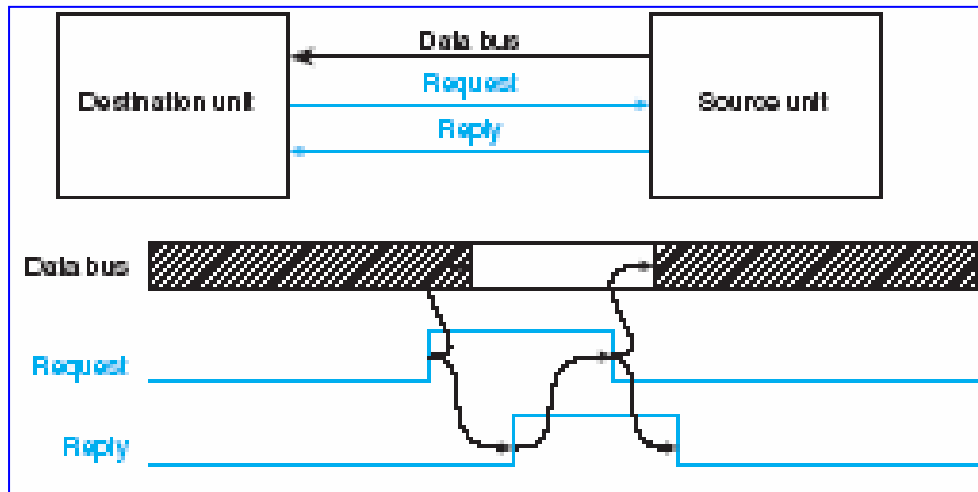 Data bus
Destination unit
Request
Source unit
Reply
Data bus
Request
Reply